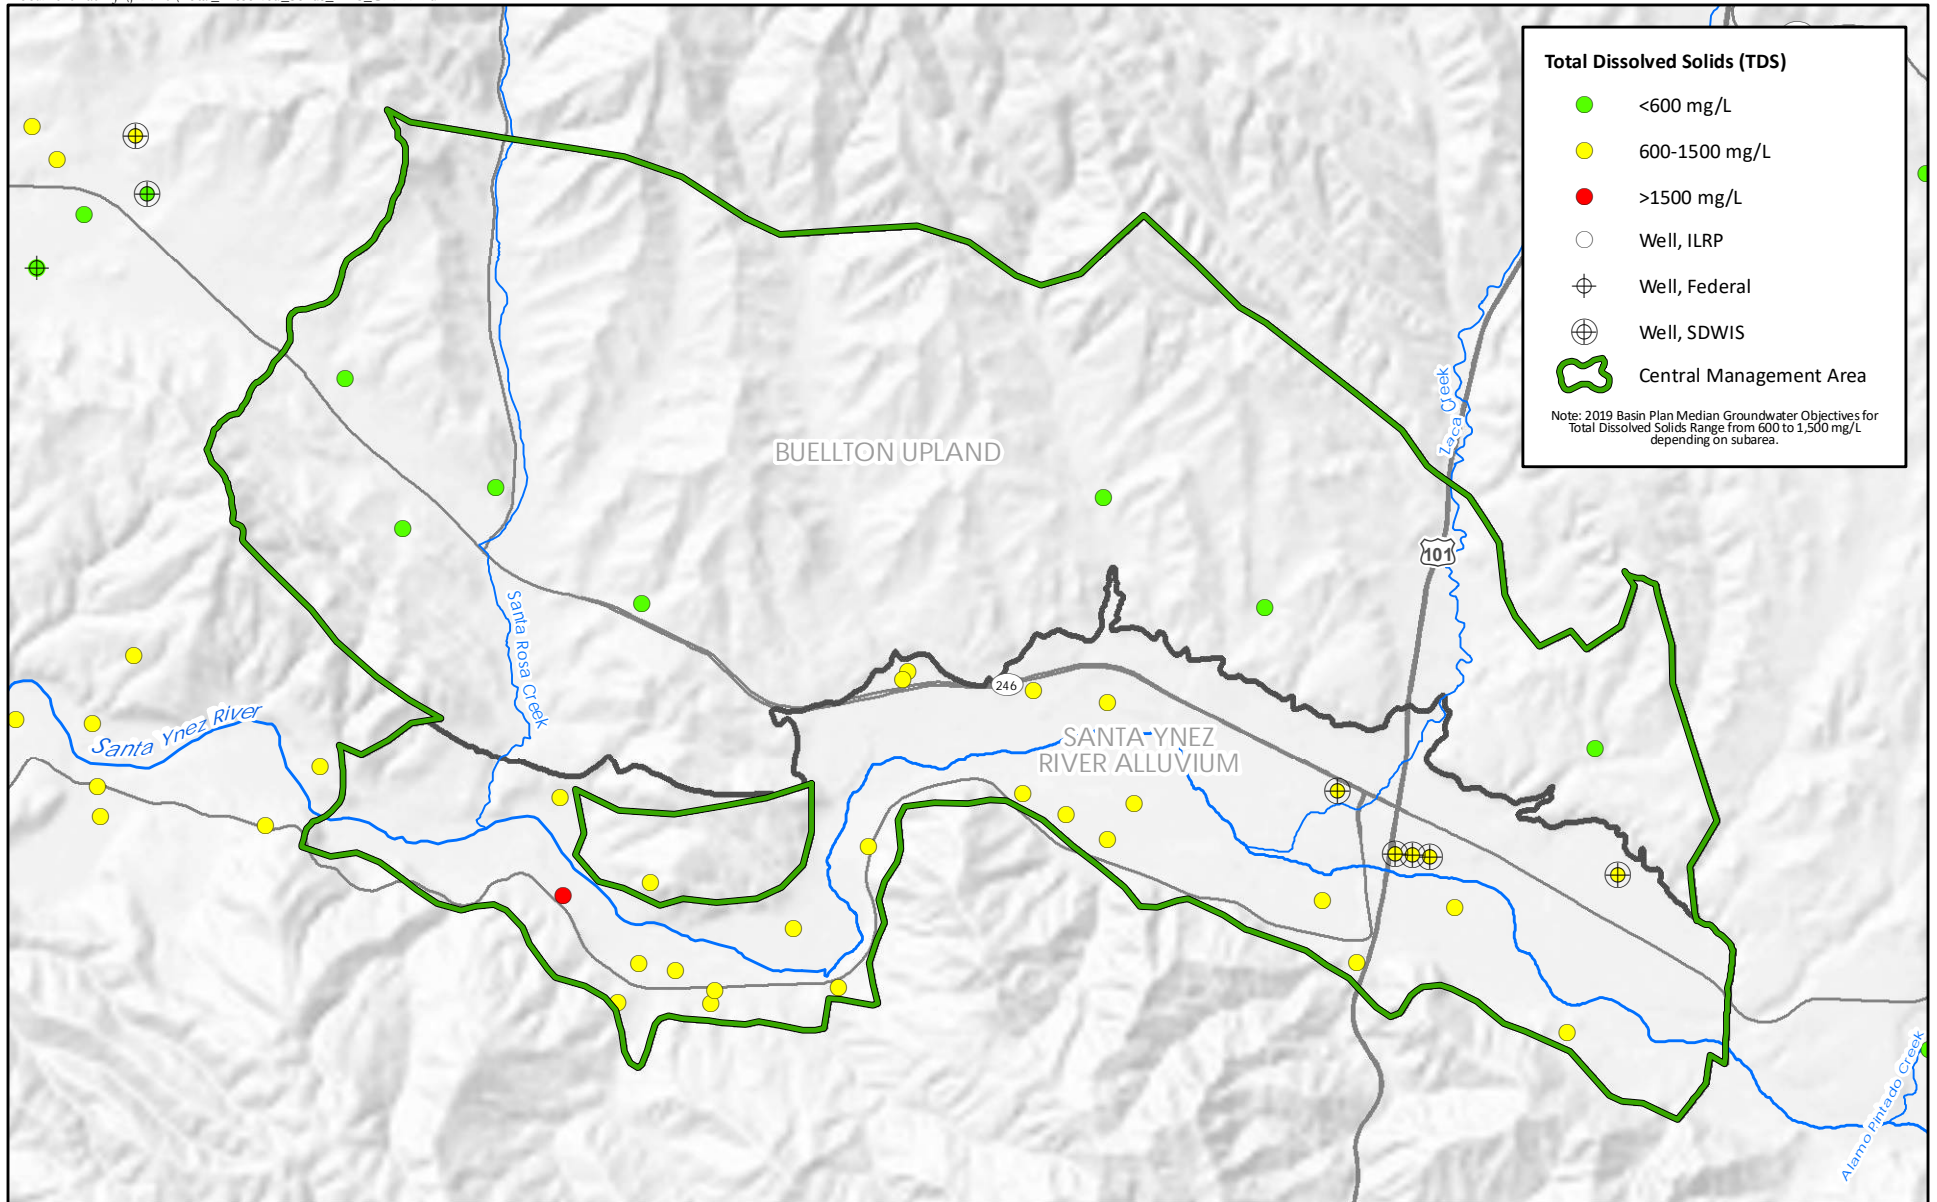 Total Dissolved Solids (TDS)
<600 mg/L
600-1500 mg/L
>1500 mg/L
Well, ILRP
Well, Federal
Well, SDWIS
Central Management Area
Note: 2019 Basin Plan Median Groundwater Objectives for
Total Dissolved Solids Range from 600 to 1,500 mg/L
depending on subarea.
Zaca Creek
BUELLTON UPLAND
101
Santa Rosa Creek
246
Santa Ynez River
SANTA YNEZ
RIVER ALLUVIUM
Alamo Pintado Creek